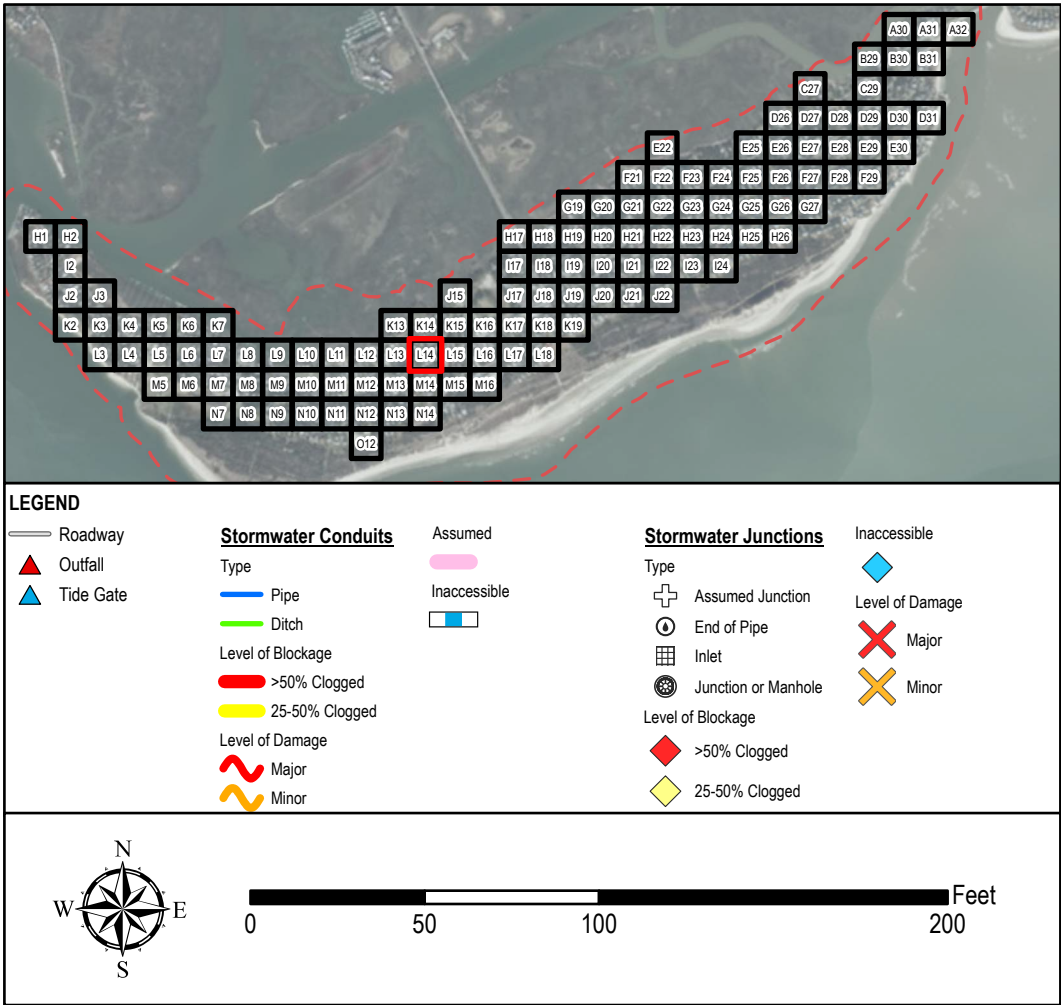 A30 A31 A32
B29 B30 B31
C27 C29
D26 D27 D28 D29 D30 D31
E22 E25 E26 E27 E28 E29 E30
F21 F22 F23 F24 F25 F26 F27 F28 F29
G19 G20 G21 G22 G23 G24 G25 G26 G27
H1 H2 H17 H18 H19 H20 H21 H22 H23 H24 H25 H26
I2 I17 I18 I19 I20 I21 I22 I23 I24
J2 J3 J15 J17 J18 J19 J20 J21 J22
K2 K3 K4 K5 K6 K7 K13 K14 K15 K16 K17 K18 K19
L3 L4 L5 L6 L7 L8 L9 L10 L11 L12 L13 L14 L15 L16 L17 L18
M5 M6 M7 M8 M9 M10 M11 M12 M13 M14 M15 M16
N7 N8 N9 N10 N11 N12 N13 N14
O12
LEGEND
Roadway
Outfall
Tide Gate
Stormwater Conduits
Type
Pipe
Ditch
Level of Blockage
>50% Clogged
25-50% Clogged
Level of Damage
Major
Minor
Assumed
Inaccessible
Stormwater Junctions
Type
Assumed Junction
End of Pipe
Inlet
Junction or Manhole
Level of Blockage
>50% Clogged
25-50% Clogged
Inaccessible
Level of Damage
Major
Minor
N
W E
S
Feet
0 50 100 200